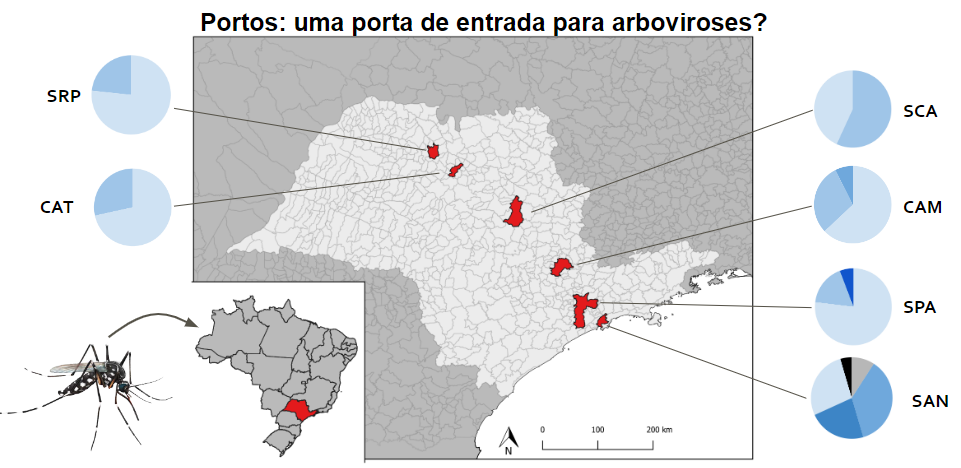 Portos: uma porta de entrada para arboviroses?
SRP
SCA
CAT
CAM
SPA
SAN
N
0 100 200 km